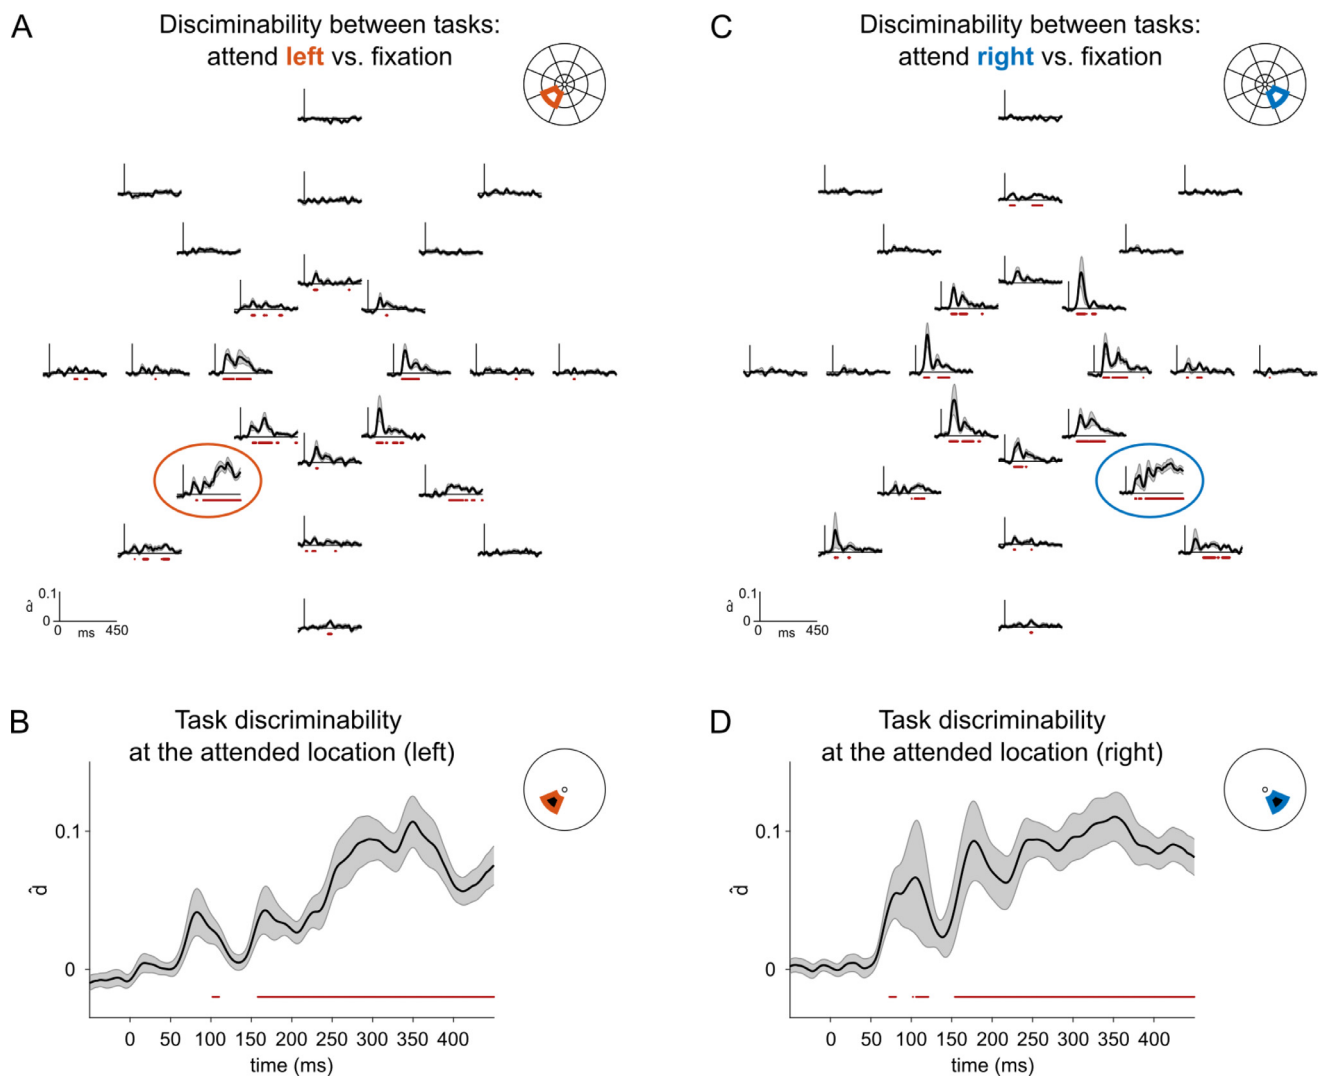 A
Disciminability between tasks:
attend left vs. fixation
0.1
d̂
0
0
ms
450
B
Task discriminability
at the attended location (left)
0.1
d̂
0
0 50 100 150 200 250 300 350 400
time (ms)
C
Disciminability between tasks:
attend right vs. fixation
0.1
d̂
0
0
ms
450
D
Task discriminability
at the attended location (right)
0.1
d̂
0
0 50 100 150 200 250 300 350 400
time (ms)